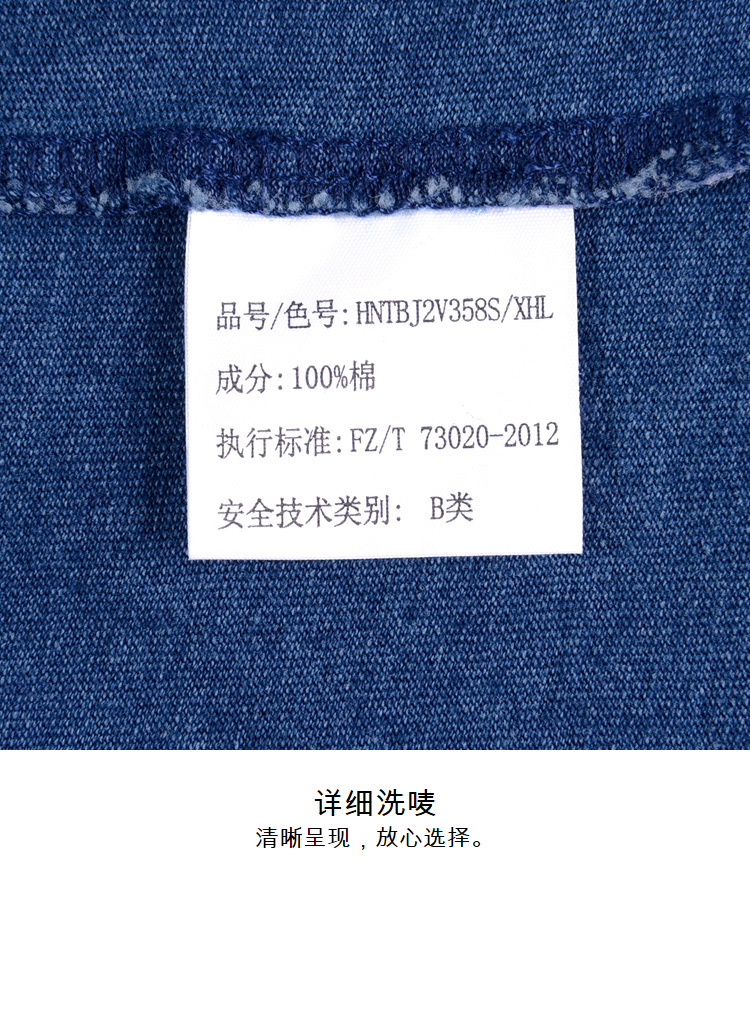 品号/色号:HNTBJ2V358S/XHL
成分:100%棉
执行标准:FZ/T 73020-2012
安全技术类别: B类
详细洗唛
清晰呈现，放心选择。